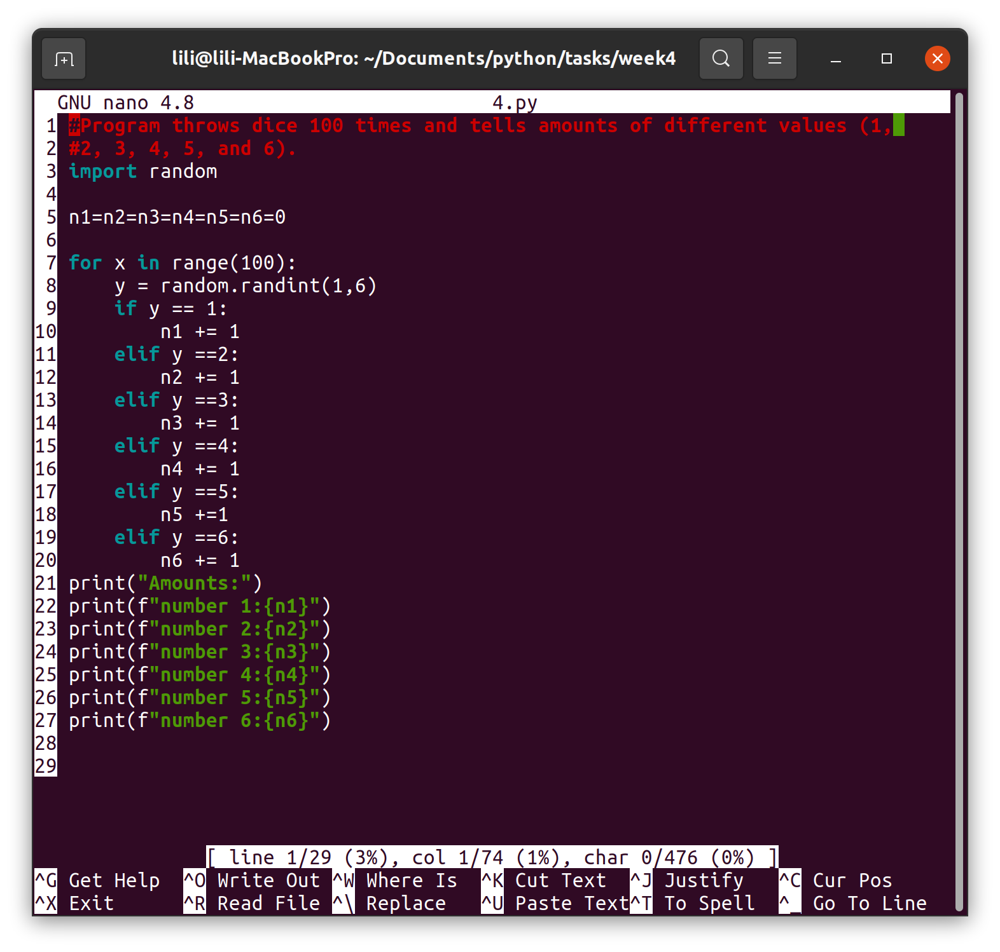 lili@lili-MacBookPro: ~/Documents/python/tasks/week4
GNU nano 4.8 4.py
1 #Program throws dice 100 times and tells amounts of different values (1,
2 #2, 3, 4, 5, and 6).
3 import random
4
5 n1=n2=n3=n4=n5=n6=0
6
7 for x in range(100):
8     y = random.randint(1,6)
9     if y == 1:
10         n1 += 1
11     elif y ==2:
12         n2 += 1
13     elif y ==3:
14         n3 += 1
15     elif y ==4:
16         n4 += 1
17     elif y ==5:
18         n5 +=1
19     elif y ==6:
20         n6 += 1
21 print("Amounts:")
22 print(f"number 1:{n1}")
23 print(f"number 2:{n2}")
24 print(f"number 3:{n3}")
25 print(f"number 4:{n4}")
26 print(f"number 5:{n5}")
27 print(f"number 6:{n6}")
28
29
[ line 1/29 (3%), col 1/74 (1%), char 0/476 (0%) ]
^G Get Help ^O Write Out ^W Where Is ^K Cut Text ^J Justify ^C Cur Pos
^X Exit ^R Read File ^\ Replace ^U Paste Text ^T To Spell ^_ Go To Line